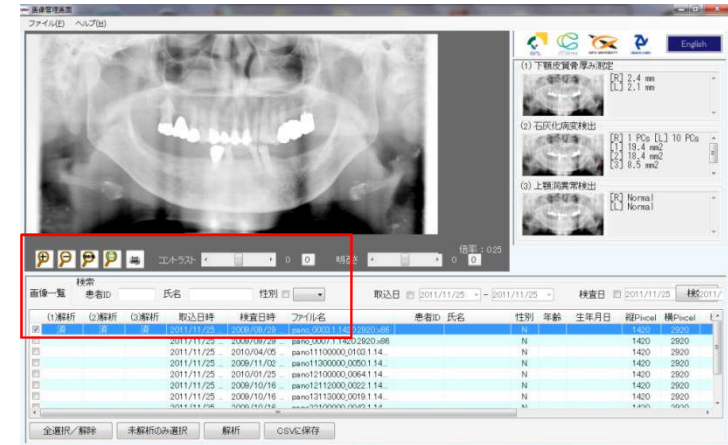 画像管理画面
ファイル(F) ヘルプ(H)
English
(1) 下顎皮質骨厚み測定
[R] 2.4 mm
[L] 2.1 mm
(2) 石灰化病変検出
[R] 1 PCs [L] 10 PCs
[1] 19.4 mm2
[2] 18.4 mm2
[3] 8.5 mm2
(3) 上顎洞異常検出
[R] Normal
[L] Normal
コントラスト 0 0 明るさ 0 0 倍率:025
検索
画像一覧 患者ID 氏名 性別 取込日 2011/11/25 - 2011/11/25 検査日 2011/11/25 2011/
(1)解析 (2)解析 (3)解析 取込日時 検査日時 ファイル名 患者ID 氏名 性別 年齢 生年月日 縦Pixcel 横Pixcel
済 済 済 2011/11/25 ... 2009/09/29 ... pano_0003.1.1420.2920.x86 N 1420 2920
2011/11/25 ... 2009/09/29 ... pano_0007.1.1420.2920.x86 N 1420 2920
2011/11/25 ... 2010/04/05 ... pano11100000_0103.1.14... N 1420 2920
2011/11/25 ... 2009/11/02 ... pano11300000_0050.1.14... N 1420 2920
2011/11/25 ... 2010/01/25 ... pano12100000_0064.1.14... N 1420 2920
2011/11/25 ... 2009/10/16 ... pano12112000_0022.1.14... N 1420 2920
2011/11/25 ... 2009/10/16 ... pano13113000_0019.1.14... N 1420 2920
全選択/解除 未解析のみ選択 解析 CSVに保存